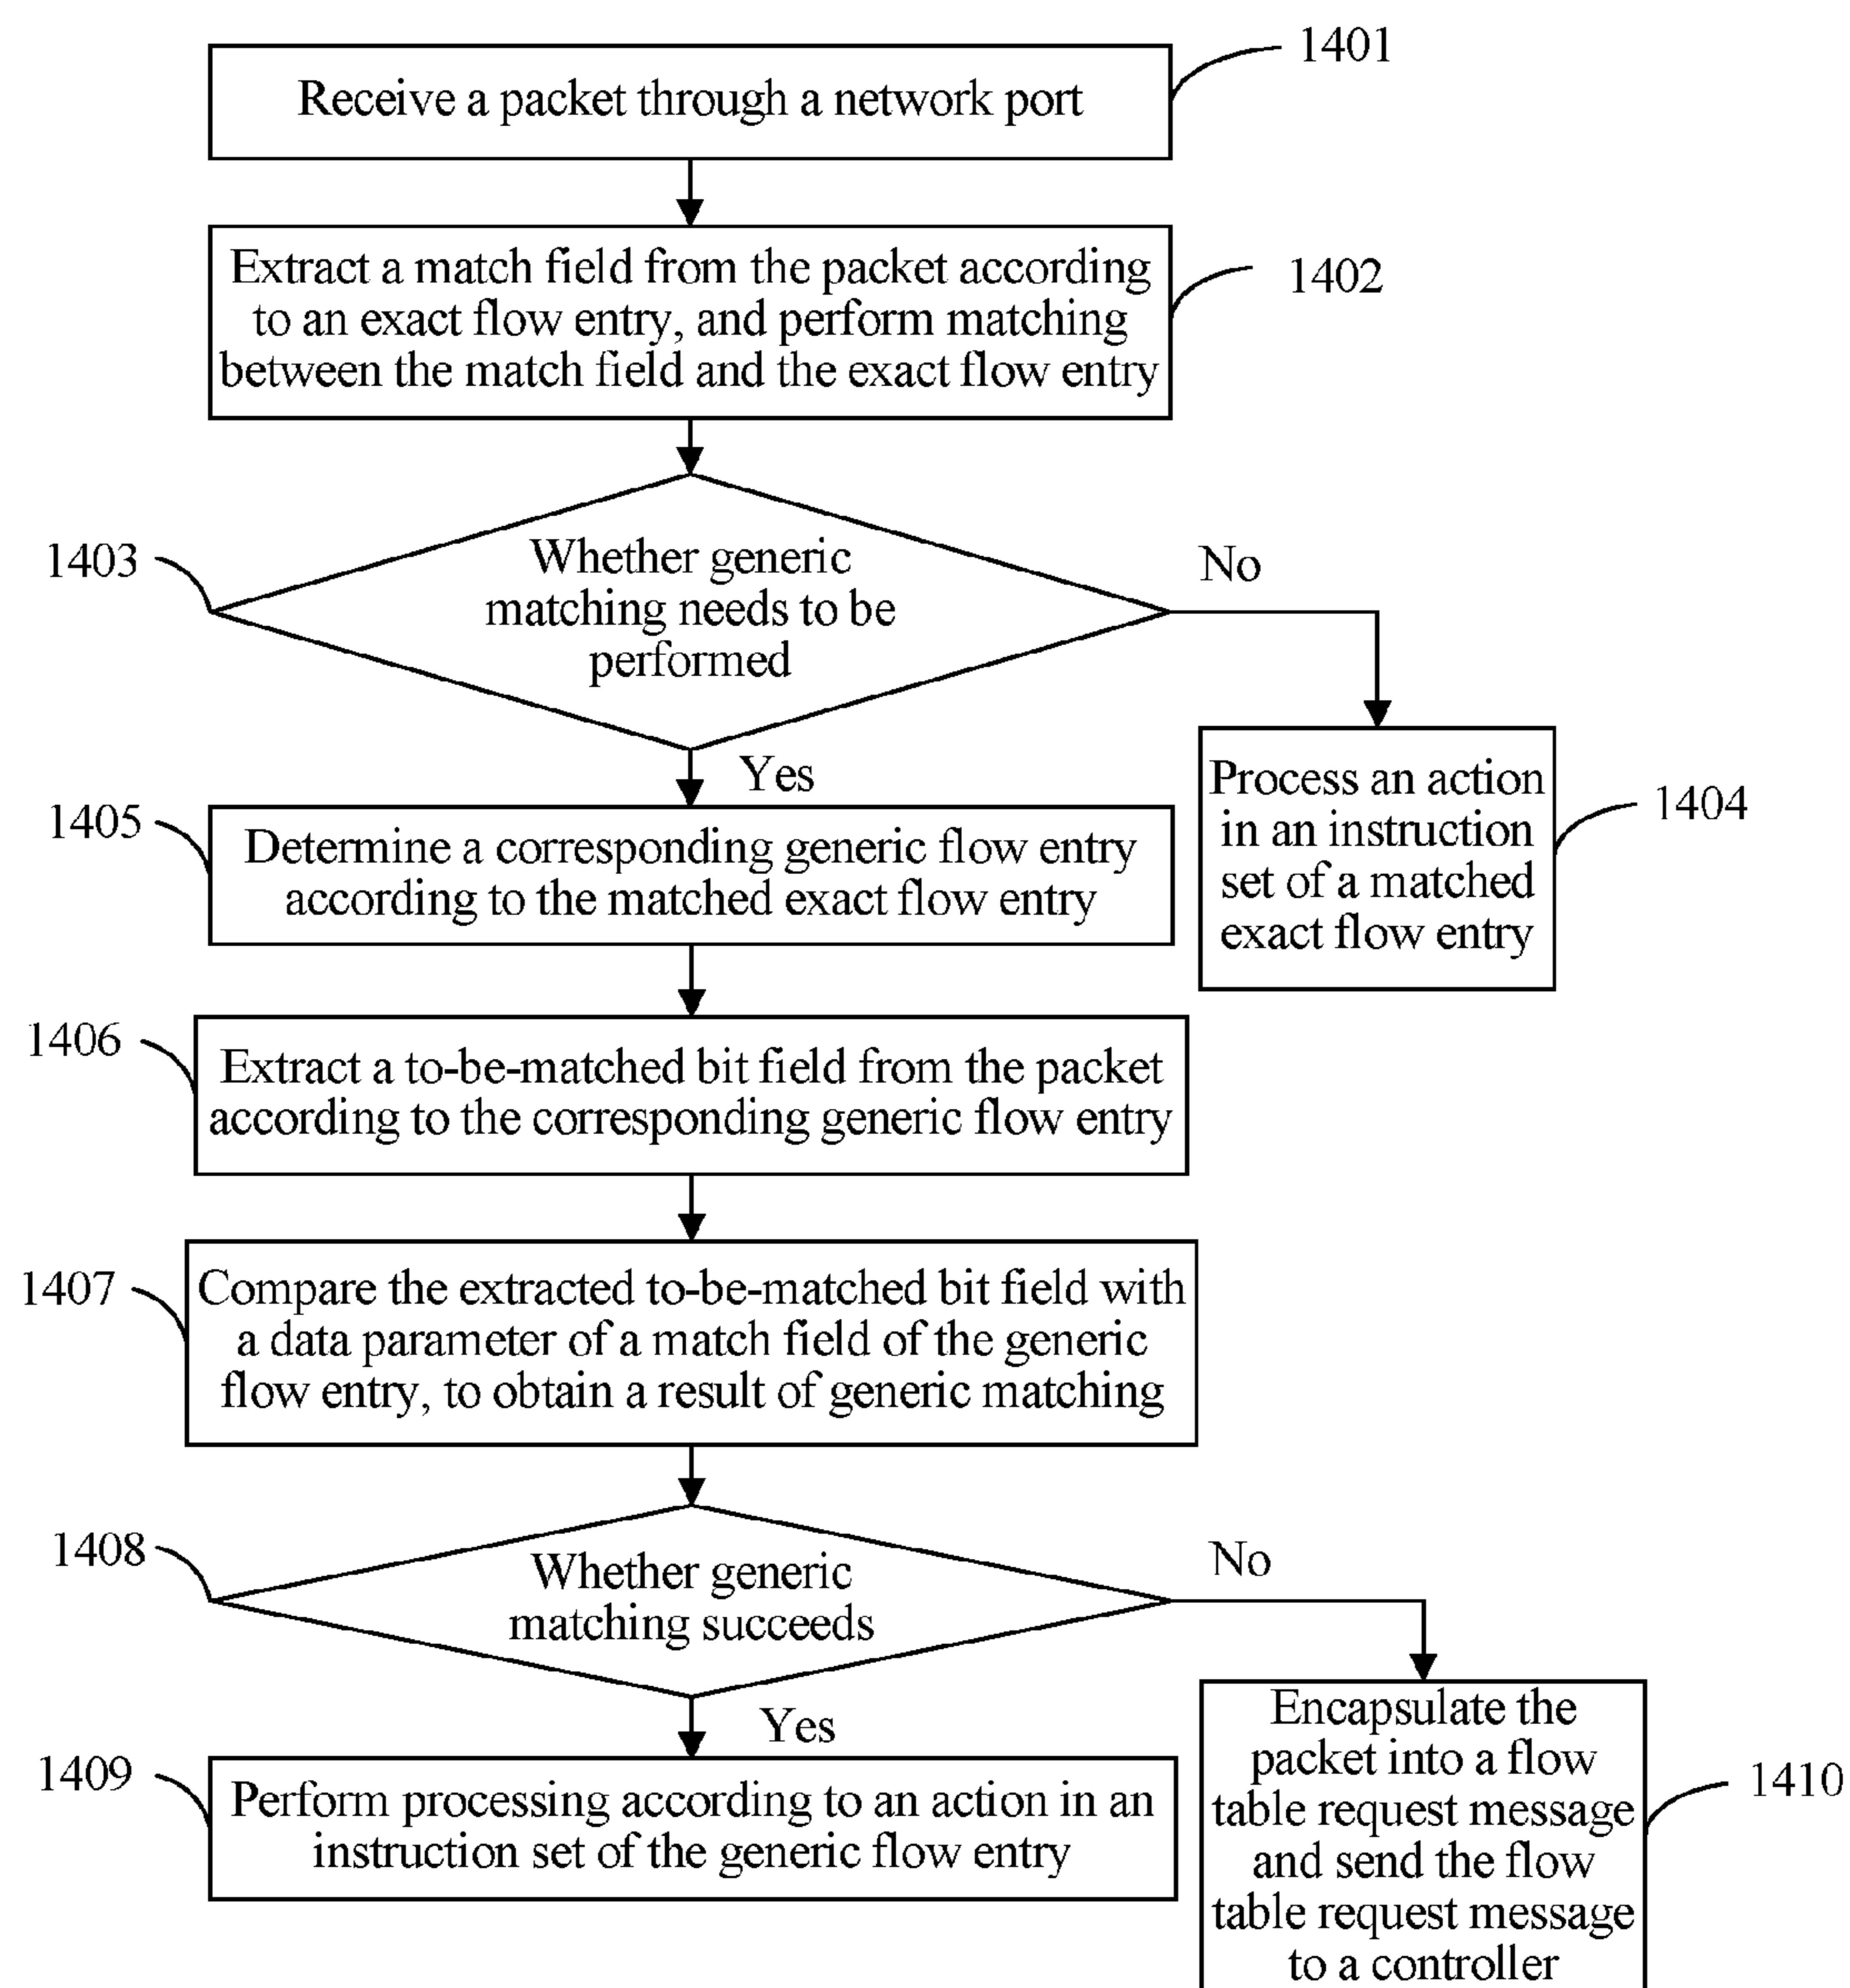 1401
Receive a packet through a network port
1402
Extract a match field from the packet according
to an exact flow entry, and perform matching
between the match field and the exact flow entry
1403
Whether generic
matching needs to be
performed
No
Yes
1404
Process an action
in an instruction
set of a matched
exact flow entry
1405
Determine a corresponding generic flow entry
according to the matched exact flow entry
1406
Extract a to-be-matched bit field from the packet
according to the corresponding generic flow entry
1407
Compare the extracted to-be-matched bit field with
a data parameter of a match field of the generic
flow entry, to obtain a result of generic matching
1408
Whether generic
matching succeeds
No
Yes
1409
Perform processing according to an action in an
instruction set of the generic flow entry
1410
Encapsulate the
packet into a flow
table request message
and send the flow
table request message
to a controller